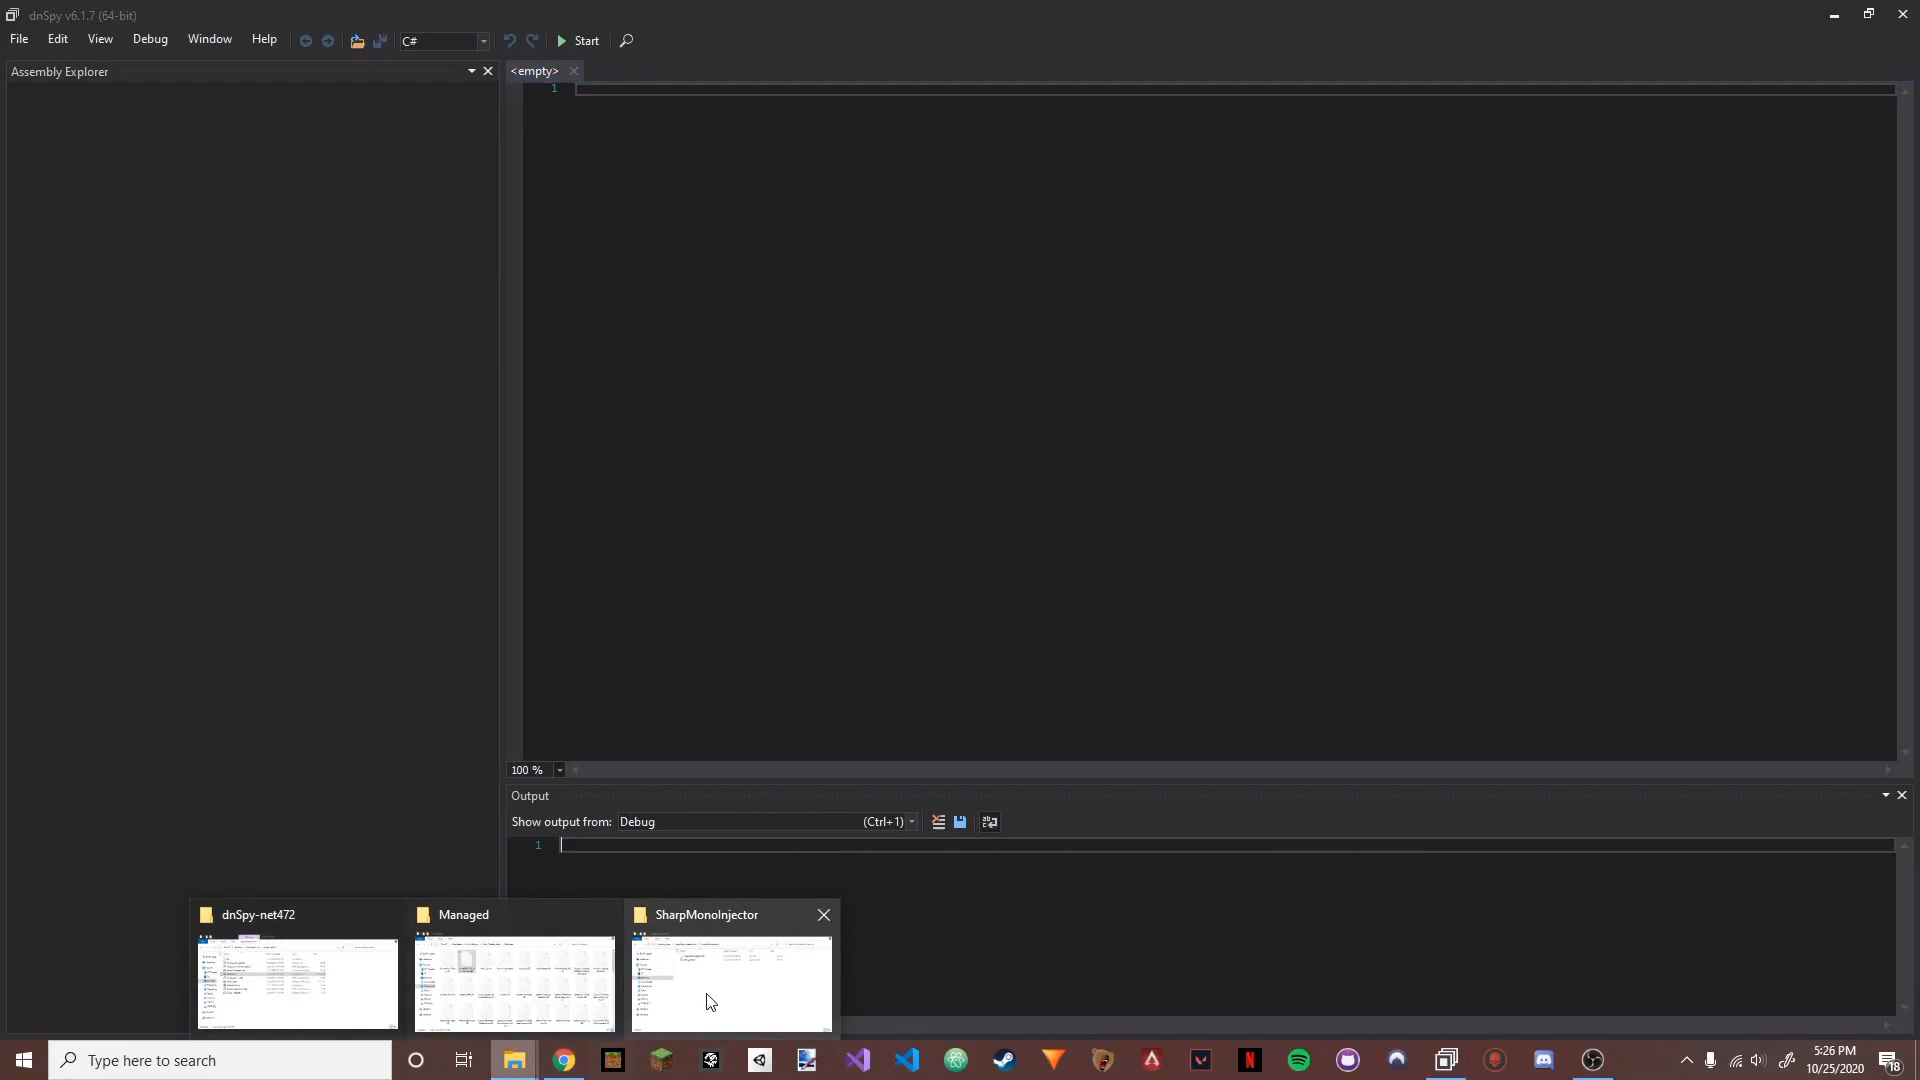 dnSpy v6.1.7 (64-bit)
File Edit View Debug Window Help C# Start
Assembly Explorer
<empty>
1
100 %
Output
Show output from: Debug (Ctrl+1)
1
dnSpy-net472 Managed SharpMonoInjector
Type here to search
5:26 PM
10/25/2020
18